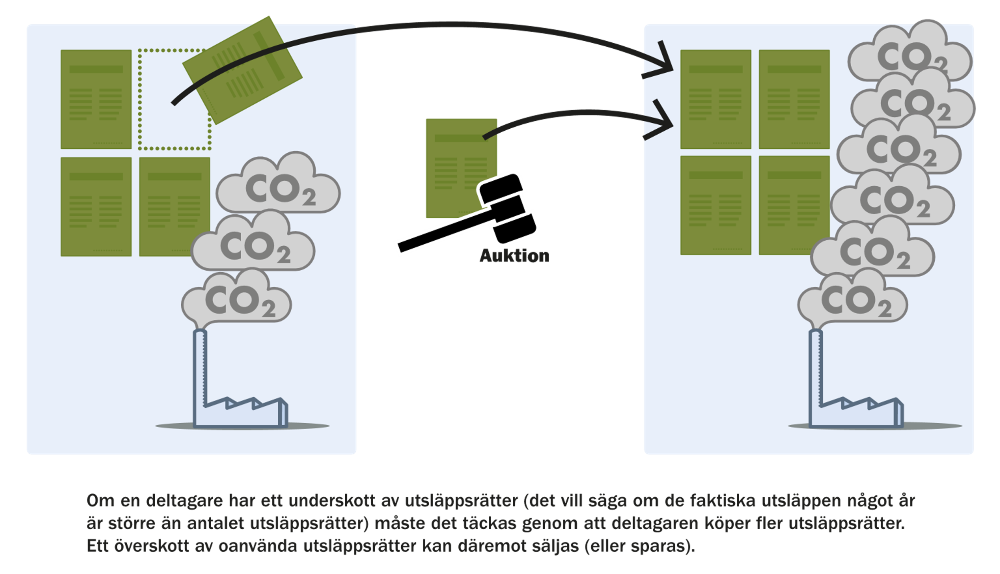 CO2
CO2
CO2
CO2
CO2
CO2
CO2
CO2
CO2
Auktion
Om en deltagare har ett underskott av utsläppsrätter (det vill säga om de faktiska utsläppen något år
är större än antalet utsläppsrätter) måste det täckas genom att deltagaren köper fler utsläppsrätter.
Ett överskott av oanvända utsläppsrätter kan däremot säljas (eller sparas).